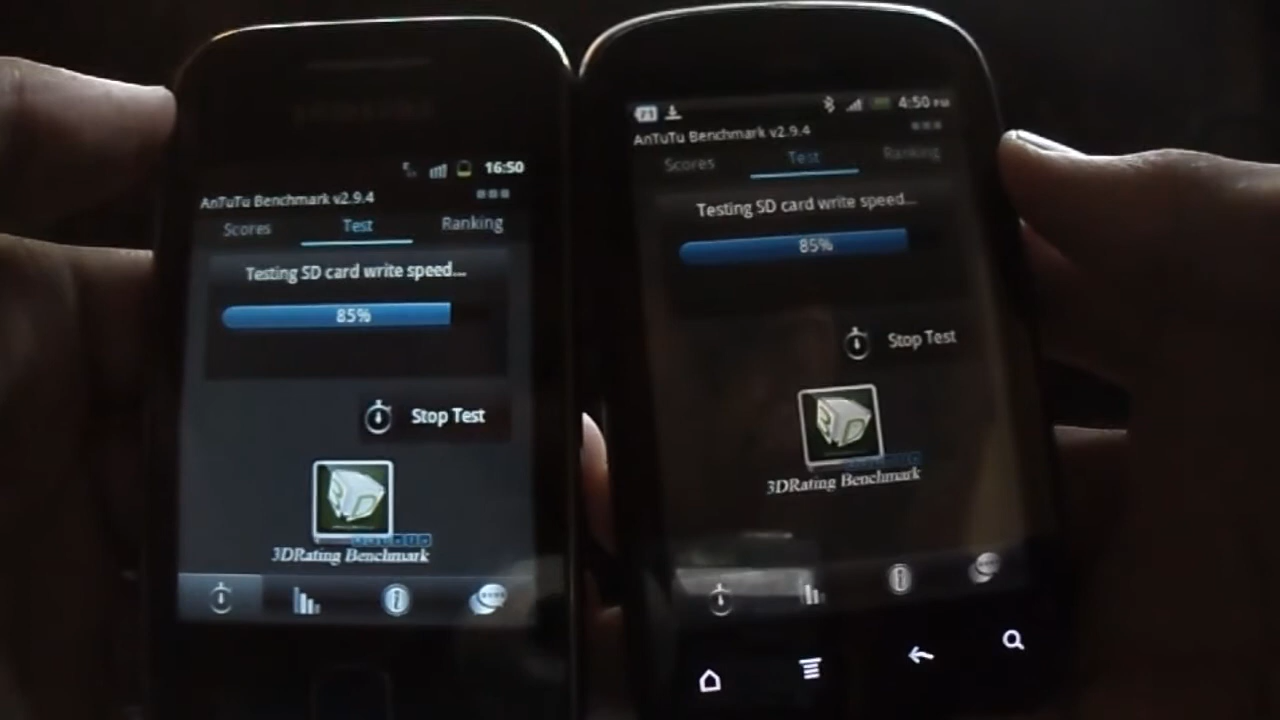 16:50
AnTuTu Benchmark v2.9.4
Scores Test Ranking
Testing SD card write speed...
85%
Stop Test
3DRating Benchmark
4:50 PM
AnTuTu Benchmark v2.9.4
Scores Test Ranking
Testing SD card write speed...
85%
Stop Test
3DRating Benchmark